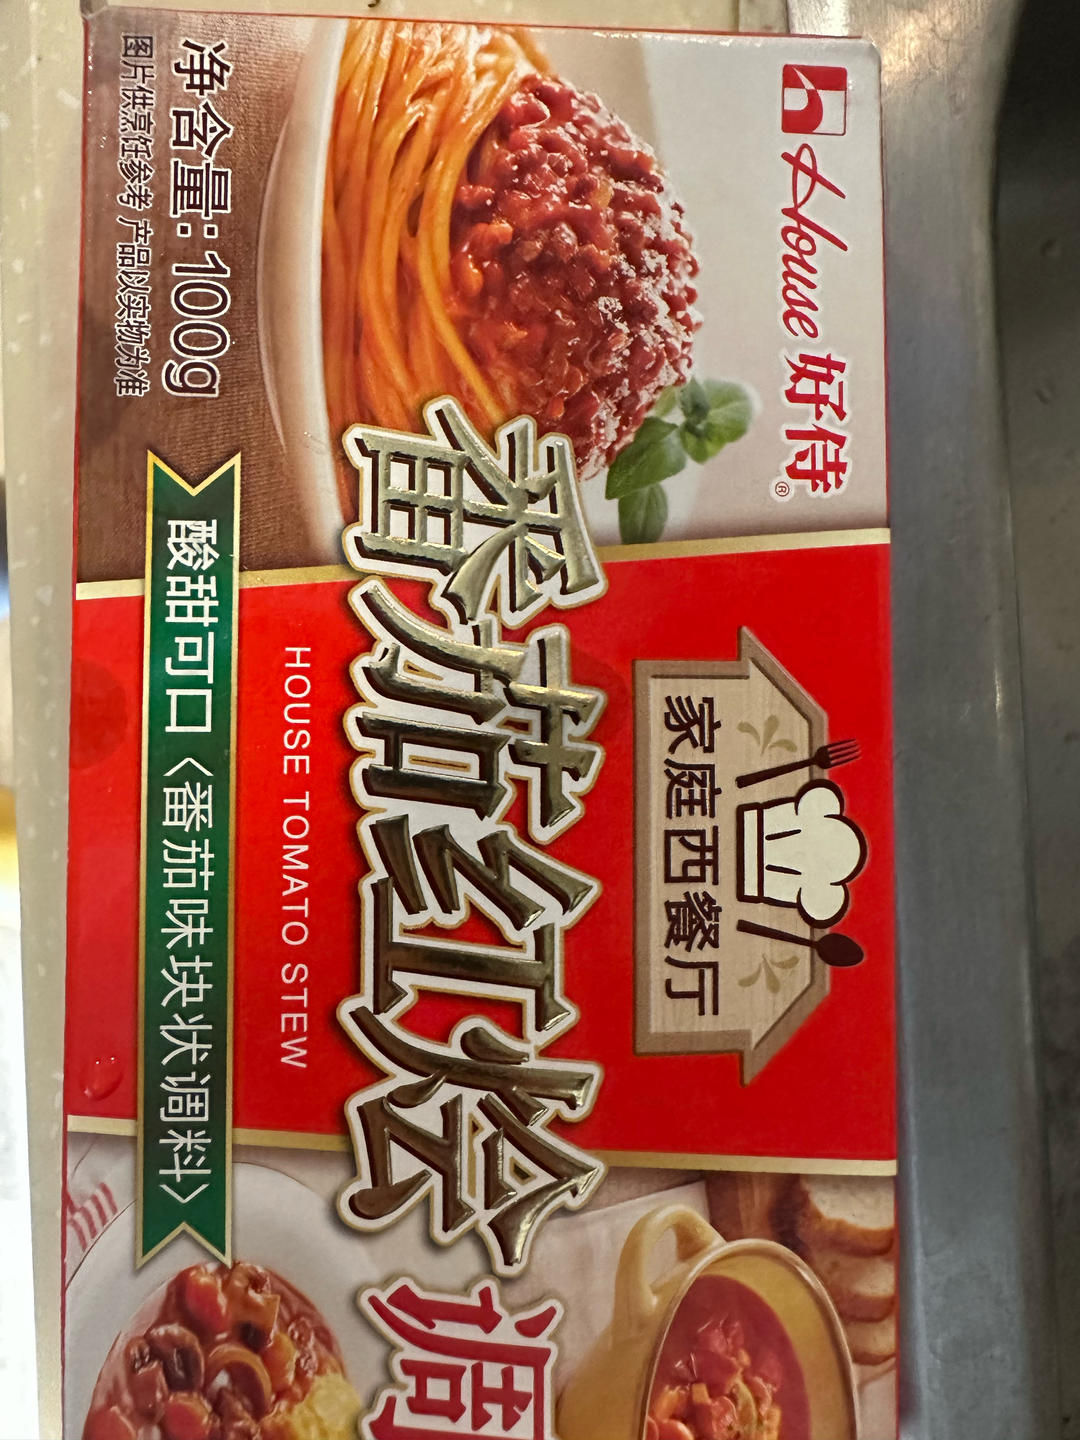 House 好侍®
家庭西餐厅
番茄红烩 调
HOUSE TOMATO STEW
酸甜可口〈番茄味块状调料〉
净含量:100g
图片供烹饪参考 产品以实物为准